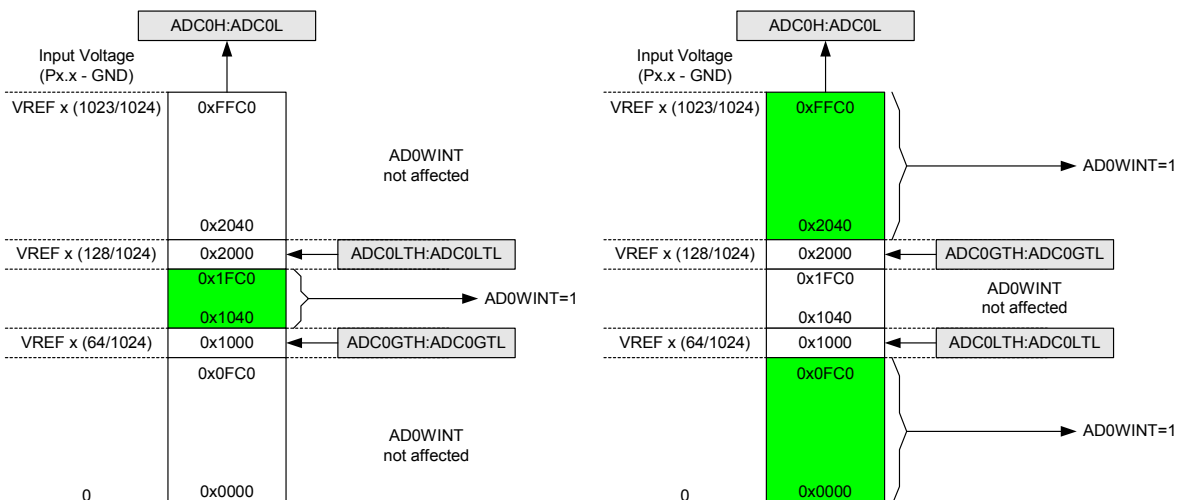 ADC0H:ADC0L
Input Voltage
(Px.x - GND)
VREF x (1023/1024)
0xFFC0
AD0WINT
not affected
0x2040
VREF x (128/1024)
0x2000
ADC0LTH:ADC0LTL
0x1FC0
AD0WINT=1
0x1040
VREF x (64/1024)
0x1000
ADC0GTH:ADC0GTL
0x0FC0
AD0WINT
not affected
0
0x0000
ADC0H:ADC0L
Input Voltage
(Px.x - GND)
VREF x (1023/1024)
0xFFC0
AD0WINT=1
0x2040
VREF x (128/1024)
0x2000
ADC0GTH:ADC0GTL
0x1FC0
AD0WINT
not affected
0x1040
VREF x (64/1024)
0x1000
ADC0LTH:ADC0LTL
0x0FC0
AD0WINT=1
0
0x0000